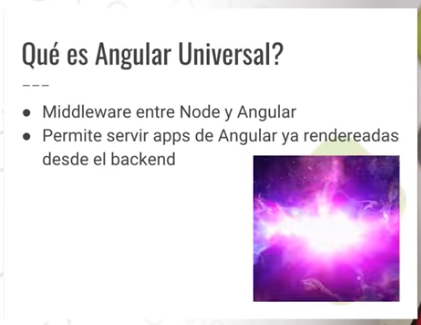 Qué es Angular Universal?
---
● Middleware entre Node y Angular
● Permite servir apps de Angular ya rendereadas
desde el backend